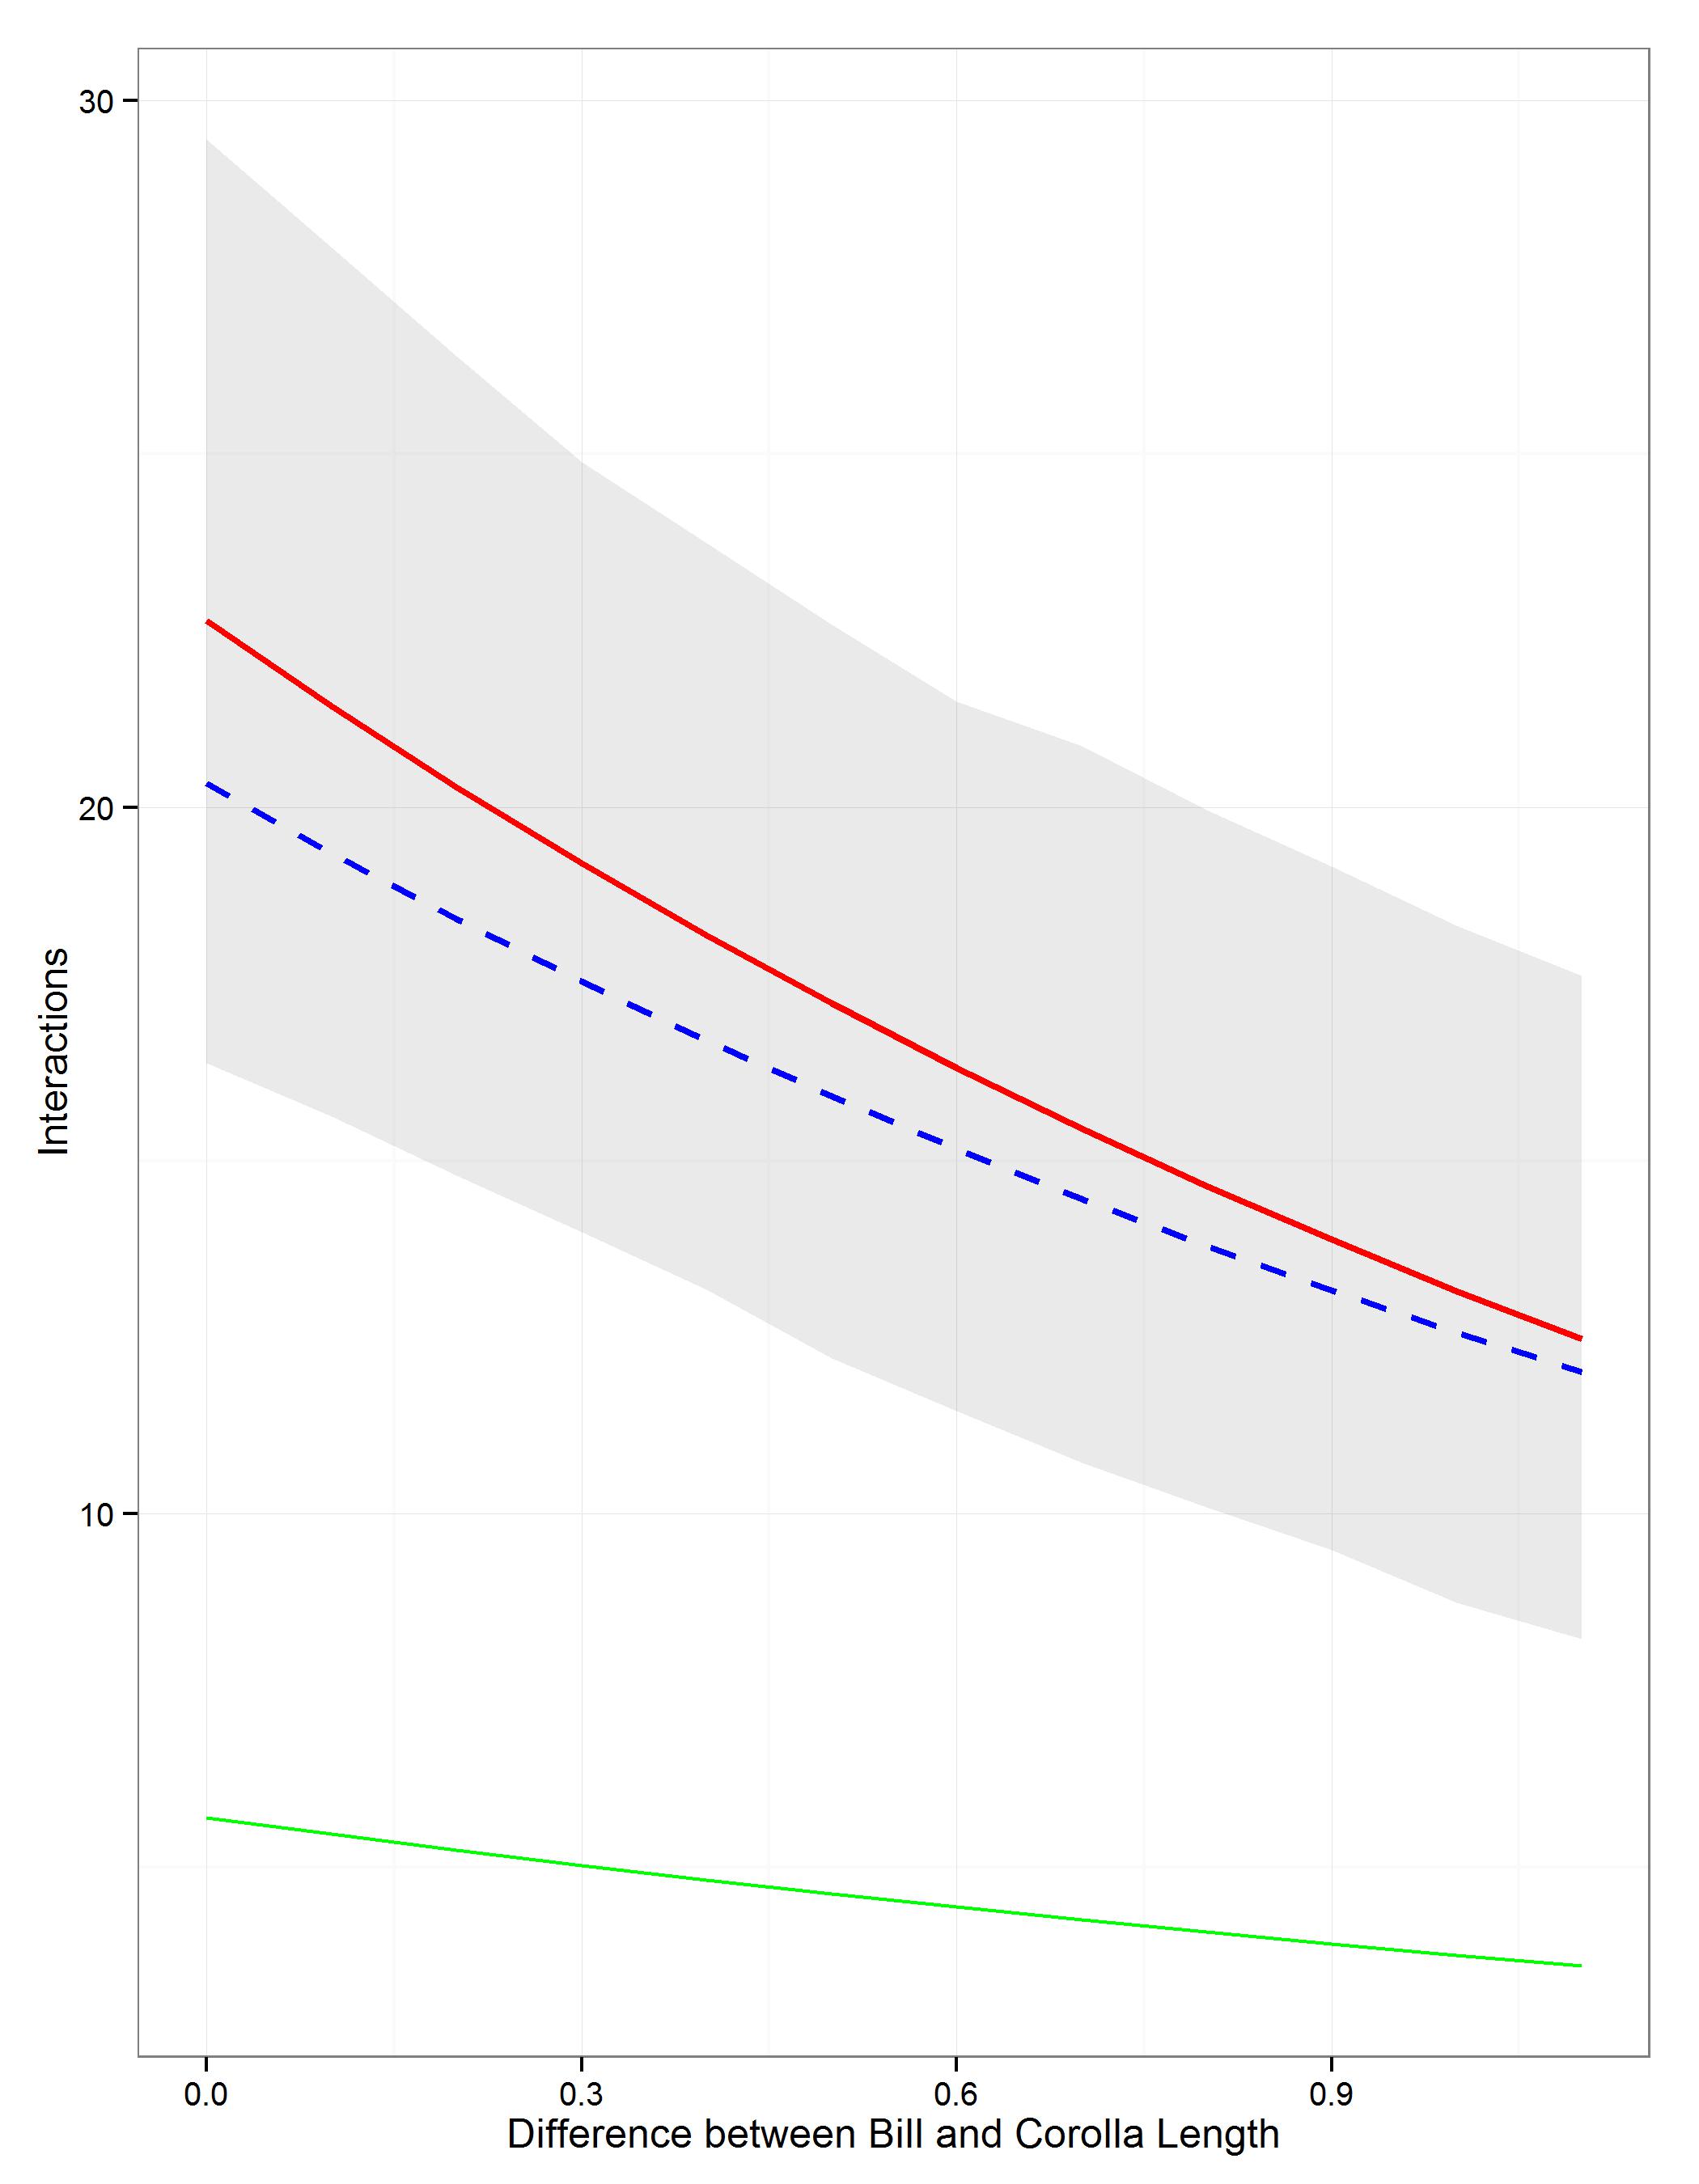 30
20
10
Interactions
0.0 0.3 0.6 0.9
Difference between Bill and Corolla Length